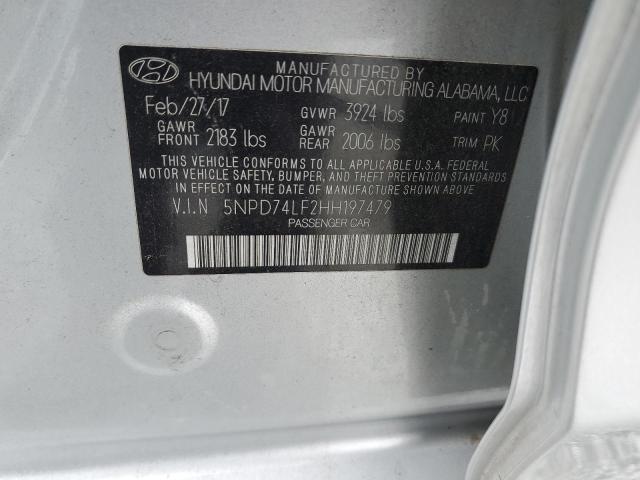 MANUFACTURED BY
HYUNDAI MOTOR MANUFACTURING ALABAMA, LLC
Feb/27/17 GVWR 3924 lbs PAINT Y8
GAWR FRONT 2183 lbs GAWR REAR 2006 lbs TRIM PK
THIS VEHICLE CONFORMS TO ALL APPLICABLE U.S.A. FEDERAL
MOTOR VEHICLE SAFETY, BUMPER, AND THEFT PREVENTION STANDARDS
IN EFFECT ON THE DATE OF MANUFACTURE SHOWN ABOVE.
V.I.N 5NPD74LF2HH197479
PASSENGER CAR